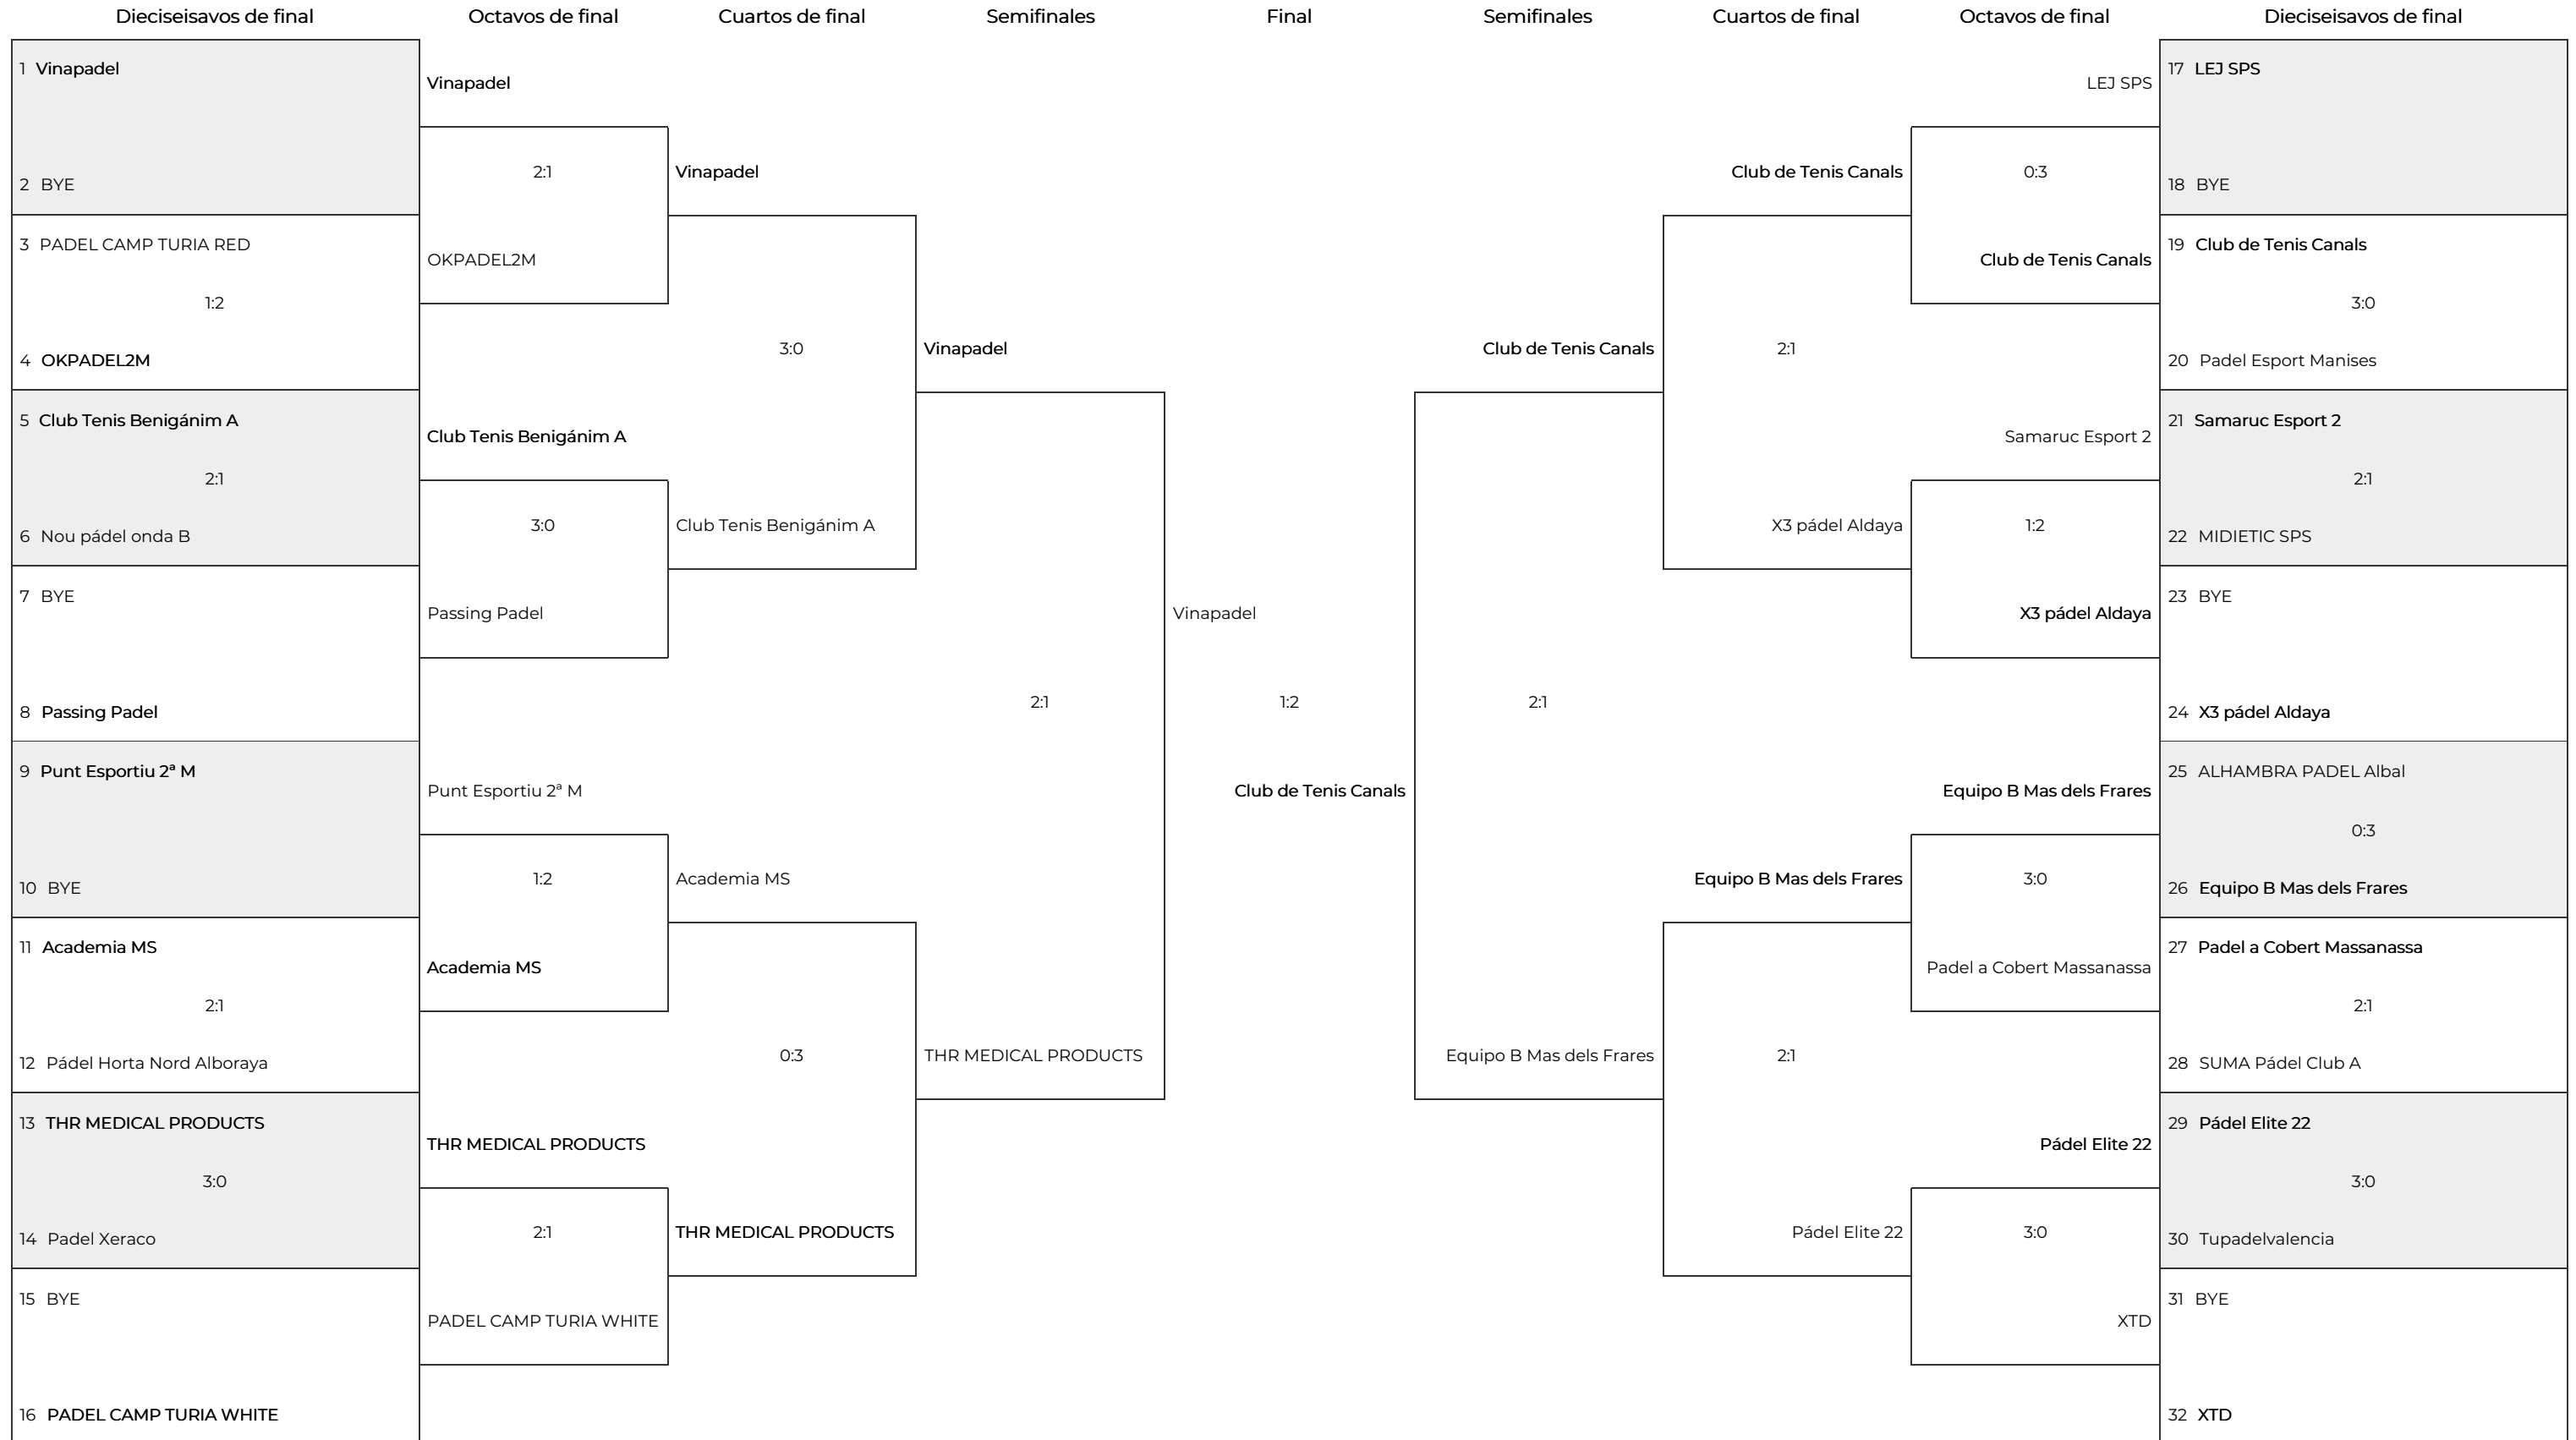 Dieciseisavos de final Octavos de final Cuartos de final Semifinales Final Semifinales Cuartos de final Octavos de final Dieciseisavos de final
1 Vinapadel
2 BYE
3 PADEL CAMP TURIA RED
1:2
4 OKPADEL2M
5 Club Tenis Benigánim A
2:1
6 Nou pádel onda B
7 BYE
8 Passing Padel
9 Punt Esportiu 2ª M
10 BYE
11 Academia MS
2:1
12 Pádel Horta Nord Alboraya
13 THR MEDICAL PRODUCTS
3:0
14 Padel Xeraco
15 BYE
16 PADEL CAMP TURIA WHITE
Vinapadel
2:1
OKPADEL2M
Club Tenis Benigánim A
3:0
Passing Padel
Punt Esportiu 2ª M
1:2
Academia MS
THR MEDICAL PRODUCTS
2:1
PADEL CAMP TURIA WHITE
Vinapadel
3:0
Club Tenis Benigánim A
Academia MS
0:3
THR MEDICAL PRODUCTS
Vinapadel
2:1
THR MEDICAL PRODUCTS
Vinapadel
1:2
Club de Tenis Canals
Club de Tenis Canals
2:1
Equipo B Mas dels Frares
Club de Tenis Canals
2:1
X3 pádel Aldaya
Equipo B Mas dels Frares
2:1
Pádel Elite 22
LEJ SPS
0:3
Club de Tenis Canals
Samaruc Esport 2
1:2
X3 pádel Aldaya
Equipo B Mas dels Frares
3:0
Padel a Cobert Massanassa
Pádel Elite 22
3:0
XTD
17 LEJ SPS
18 BYE
19 Club de Tenis Canals
3:0
20 Padel Esport Manises
21 Samaruc Esport 2
2:1
22 MIDIETIC SPS
23 BYE
24 X3 pádel Aldaya
25 ALHAMBRA PADEL Albal
0:3
26 Equipo B Mas dels Frares
27 Padel a Cobert Massanassa
2:1
28 SUMA Pádel Club A
29 Pádel Elite 22
3:0
30 Tupadelvalencia
31 BYE
32 XTD